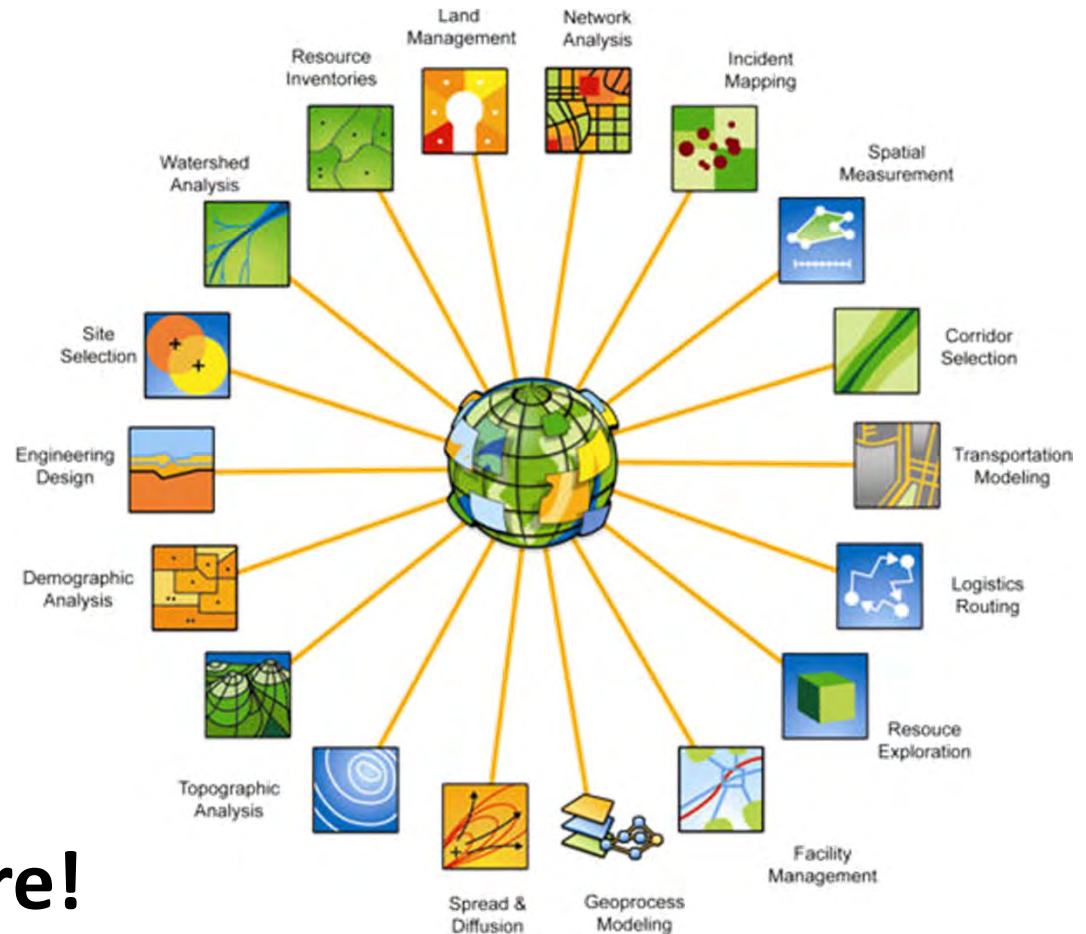 Land
Management
Network
Analysis
Resource
Inventories
Incident
Mapping
Watershed
Analysis
Spatial
Measurement
Site
Selection
Corridor
Selection
Engineering
Design
Transportation
Modeling
Demographic
Analysis
Logistics
Routing
Resouce
Exploration
Topographic
Analysis
Facility
Management
re!
Spread &
Diffusion
Geoprocess
Modeling